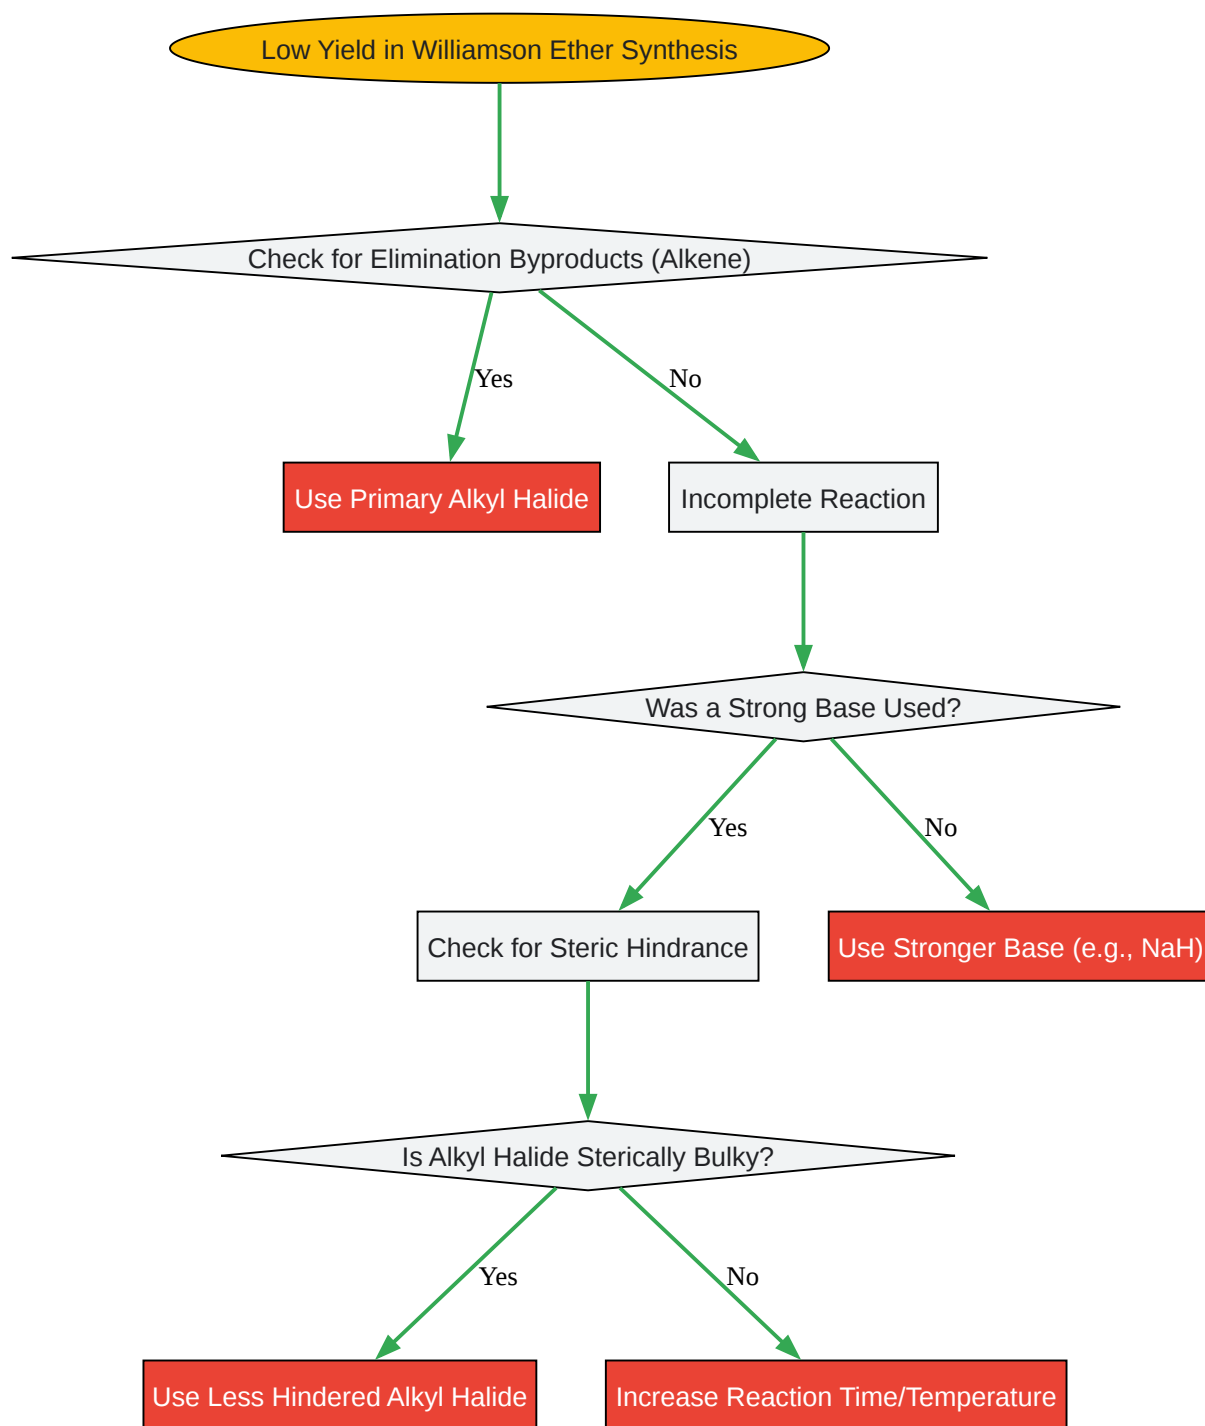 Low Yield in Williamson Ether Synthesis
Check for Elimination Byproducts (Alkene)
Yes
No
Use Primary Alkyl Halide
Incomplete Reaction
Was a Strong Base Used?
Yes
No
Check for Steric Hindrance
Use Stronger Base (e.g., NaH)
Is Alkyl Halide Sterically Bulky?
Yes
No
Use Less Hindered Alkyl Halide
Increase Reaction Time/Temperature